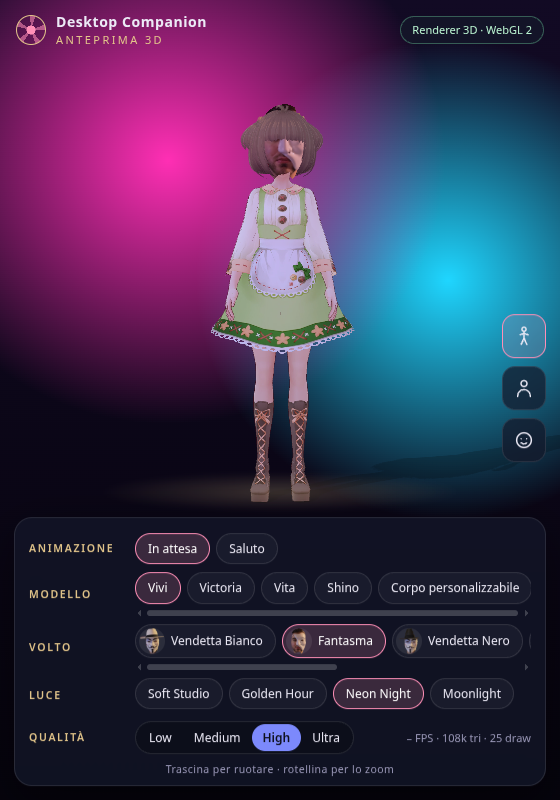 Desktop Companion
ANTEPRIMA 3D
Renderer 3D · WebGL 2
ANIMAZIONE
In attesa
Saluto
MODELLO
Vivi
Victoria
Vita
Shino
Corpo personalizzabile
VOLTO
Vendetta Bianco
Fantasma
Vendetta Nero
LUCE
Soft Studio
Golden Hour
Neon Night
Moonlight
QUALITÀ
Low
Medium
High
Ultra
– FPS · 108k tri · 25 draw
Trascina per ruotare · rotellina per lo zoom